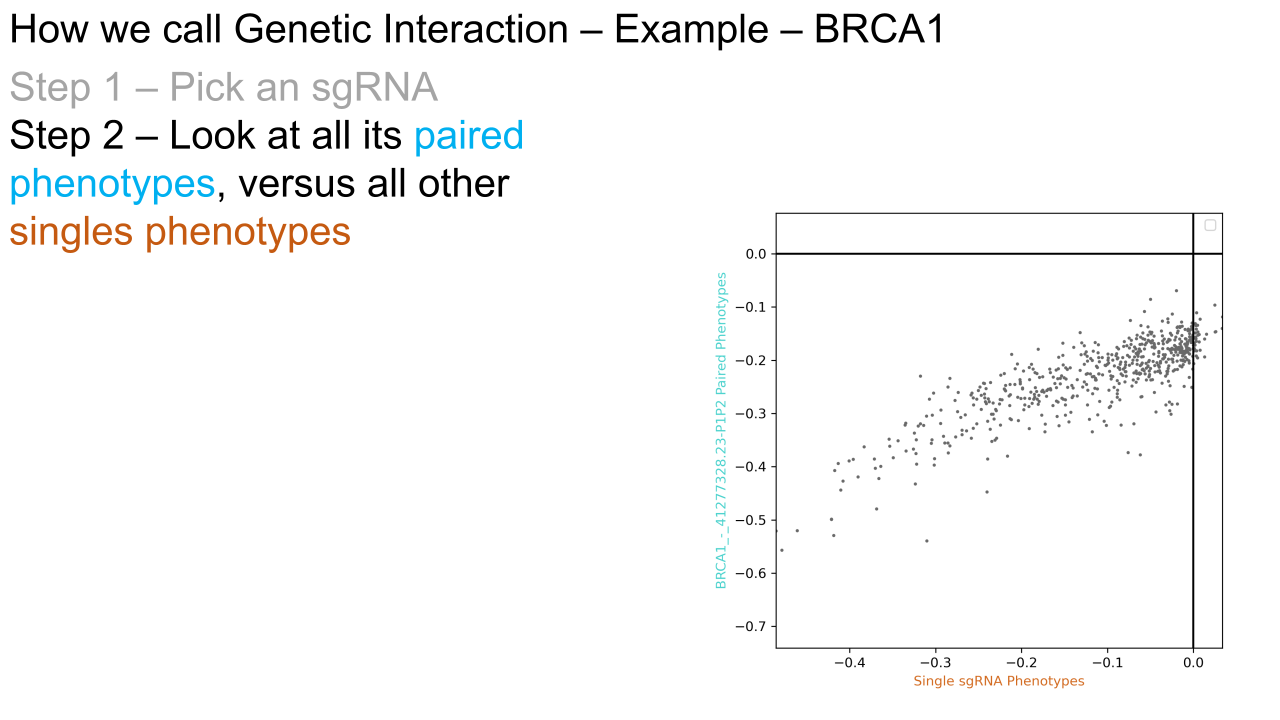 How we call Genetic Interaction – Example – BRCA1
Step 1 – Pick an sgRNA
Step 2 – Look at all its paired
phenotypes, versus all other
singles phenotypes
BRCA1_-_41277328.23-P1P2 Paired Phenotypes
0.0
−0.1
−0.2
−0.3
−0.4
−0.5
−0.6
−0.7
−0.4
−0.3
−0.2
−0.1
0.0
Single sgRNA Phenotypes